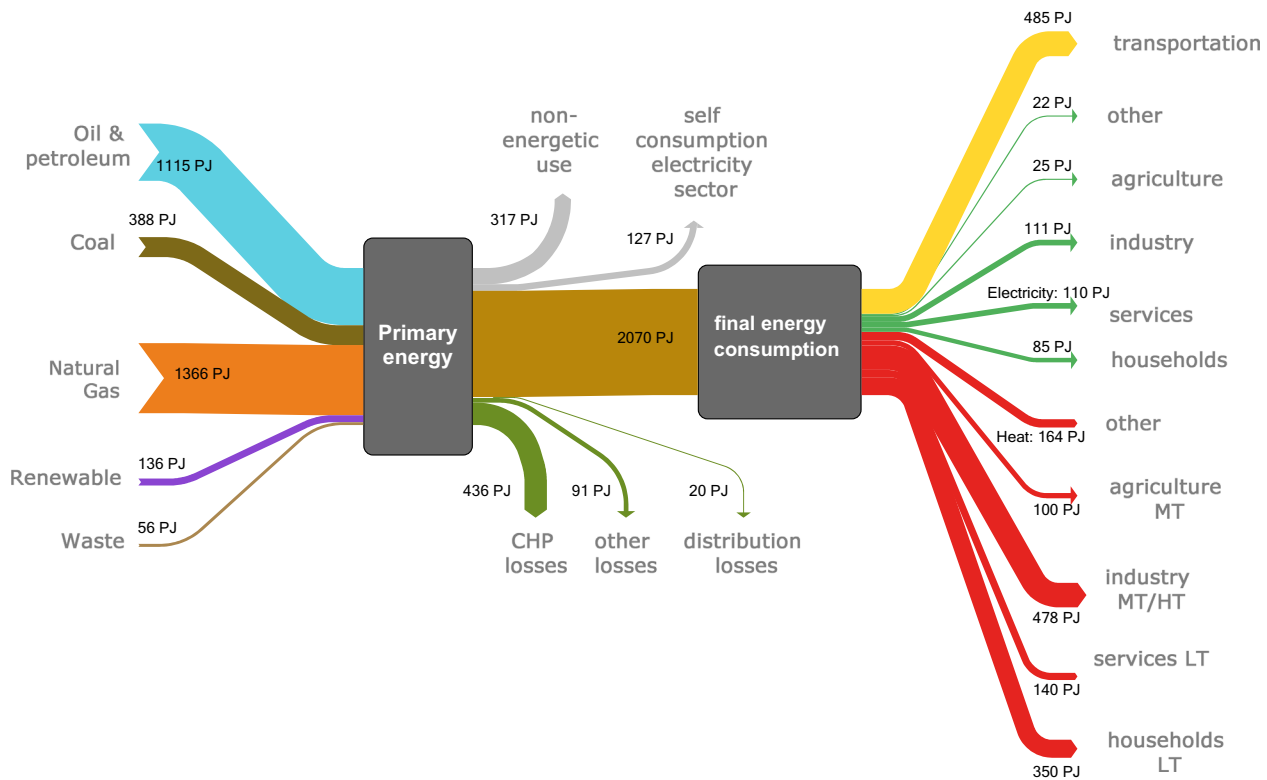 485 PJ
transportation
22 PJ
other
25 PJ
agriculture
111 PJ
industry
Electricity: 110 PJ
services
85 PJ
households
Heat: 164 PJ
other
100 PJ
agriculture
MT
478 PJ
industry
MT/HT
140 PJ
services LT
350 PJ
households
LT
Oil &
petroleum
1115 PJ
388 PJ
Coal
Natural
Gas
1366 PJ
136 PJ
Renewable
56 PJ
Waste
Primary
energy
non-
energetic
use
317 PJ
self
consumption
electricity
sector
127 PJ
2070 PJ
final energy
consumption
436 PJ
CHP
losses
91 PJ
other
losses
20 PJ
distribution
losses